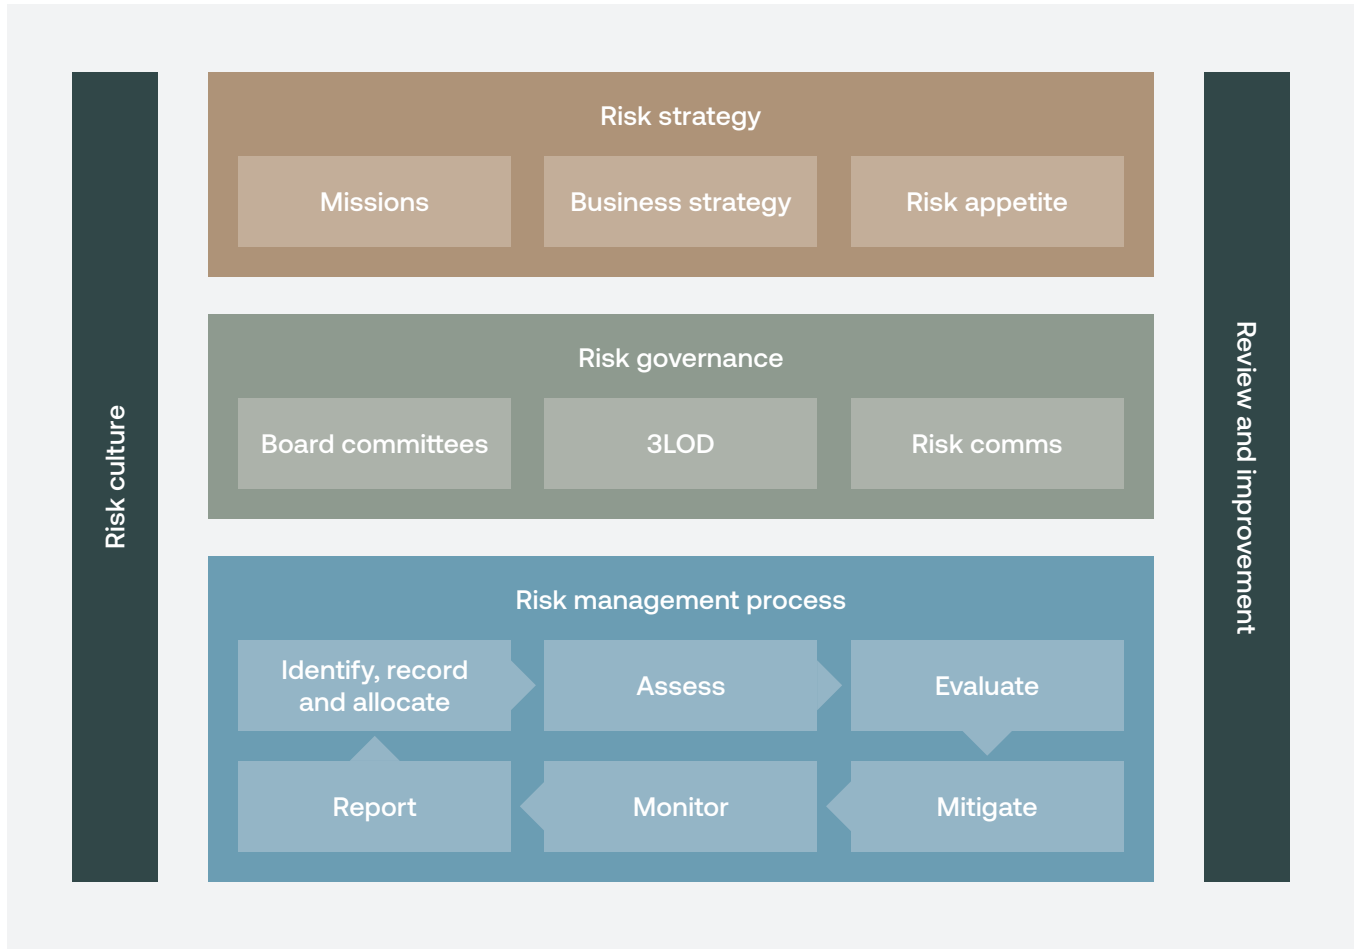 Risk culture
Risk strategy
Missions
Business strategy
Risk appetite
Risk governance
Board committees
3LOD
Risk comms
Risk management process
Identify, record
and allocate
Assess
Evaluate
Report
Monitor
Mitigate
Review and improvement